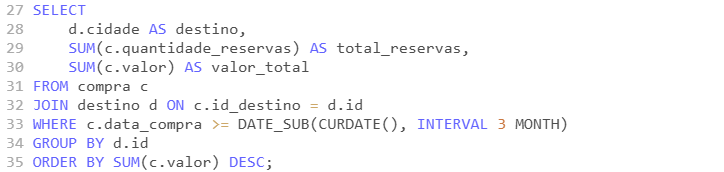 27 SELECT
28     d.cidade AS destino,
29     SUM(c.quantidade_reservas) AS total_reservas,
30     SUM(c.valor) AS valor_total
31 FROM compra c
32 JOIN destino d ON c.id_destino = d.id
33 WHERE c.data_compra >= DATE_SUB(CURDATE(), INTERVAL 3 MONTH)
34 GROUP BY d.id
35 ORDER BY SUM(c.valor) DESC;